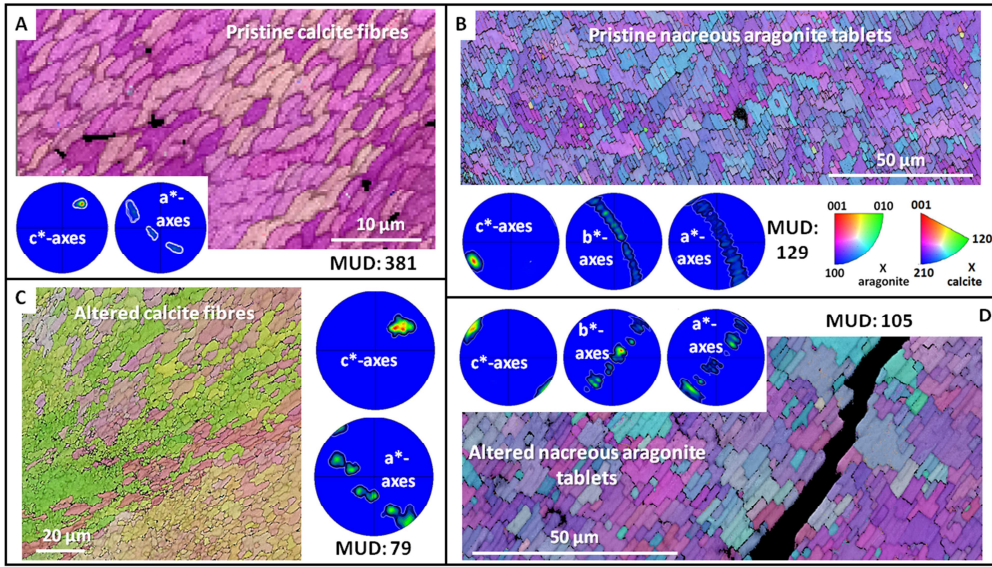 A
Pristine calcite fibres
c*-axes
a*-
axes
10 µm
MUD: 381
B
Pristine nacreous aragonite tablets
50 µm
c*-axes
b*-
axes
a*-
axes
MUD:
129
001
010
100
X
aragonite
001
120
210
X
calcite
C
Altered calcite fibres
c*-axes
a*-
axes
20 µm
MUD: 79
D
MUD: 105
c*-axes
b*-
axes
a*-
axes
Altered nacreous aragonite
tablets
50 µm